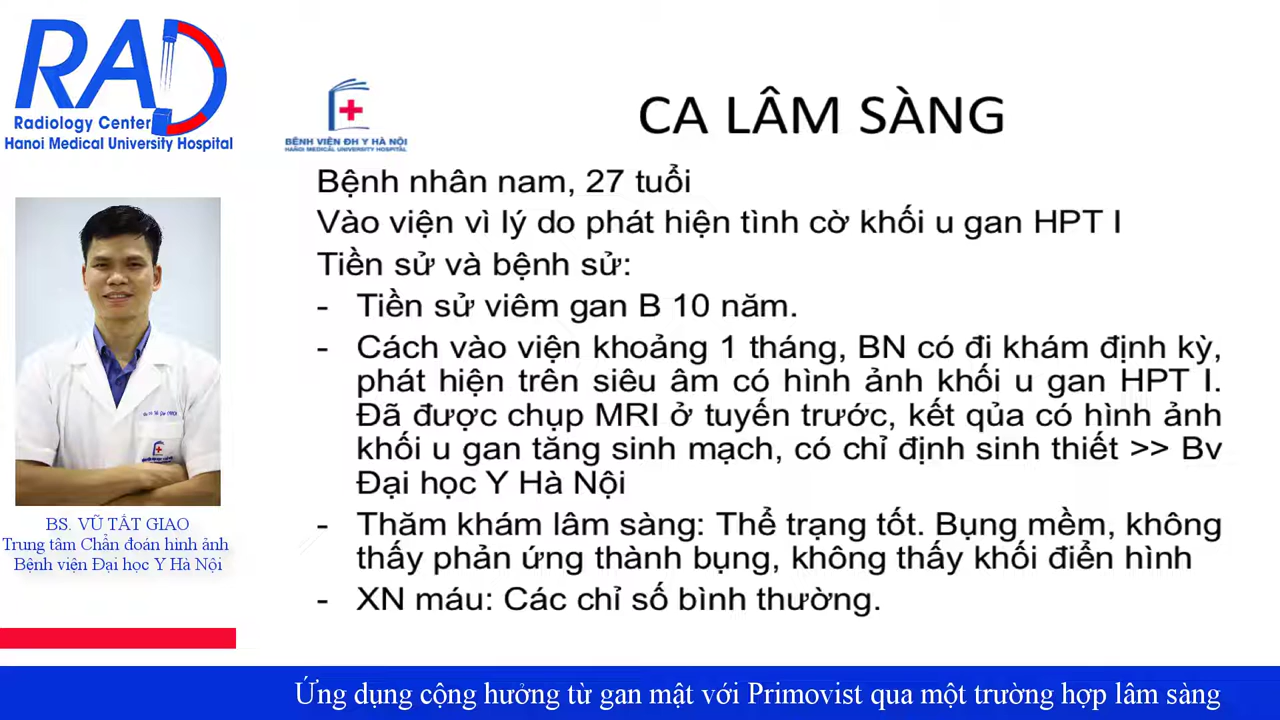 RAD
Radiology Center
Hanoi Medical University Hospital
BỆNH VIỆN ĐH Y HÀ NỘI
HANOI MEDICAL UNIVERSITY HOSPITAL
CA LÂM SÀNG
Bệnh nhân nam, 27 tuổi
Vào viện vì lý do phát hiện tình cờ khối u gan HPT I
Tiền sử và bệnh sử:
- Tiền sử viêm gan B 10 năm.
- Cách vào viện khoảng 1 tháng, BN có đi khám định kỳ,
phát hiện trên siêu âm có hình ảnh khối u gan HPT I.
Đã được chụp MRI ở tuyến trước, kết qủa có hình ảnh
khối u gan tăng sinh mạch, có chỉ định sinh thiết >> Bv
Đại học Y Hà Nội
- Thăm khám lâm sàng: Thể trạng tốt. Bụng mềm, không
thấy phản ứng thành bụng, không thấy khối điển hình
- XN máu: Các chỉ số bình thường.
BS. VŨ TẤT GIAO
Trung tâm Chẩn đoán hình ảnh
Bệnh viện Đại học Y Hà Nội
Ứng dụng cộng hưởng từ gan mật với Primovist qua một trường hợp lâm sàng